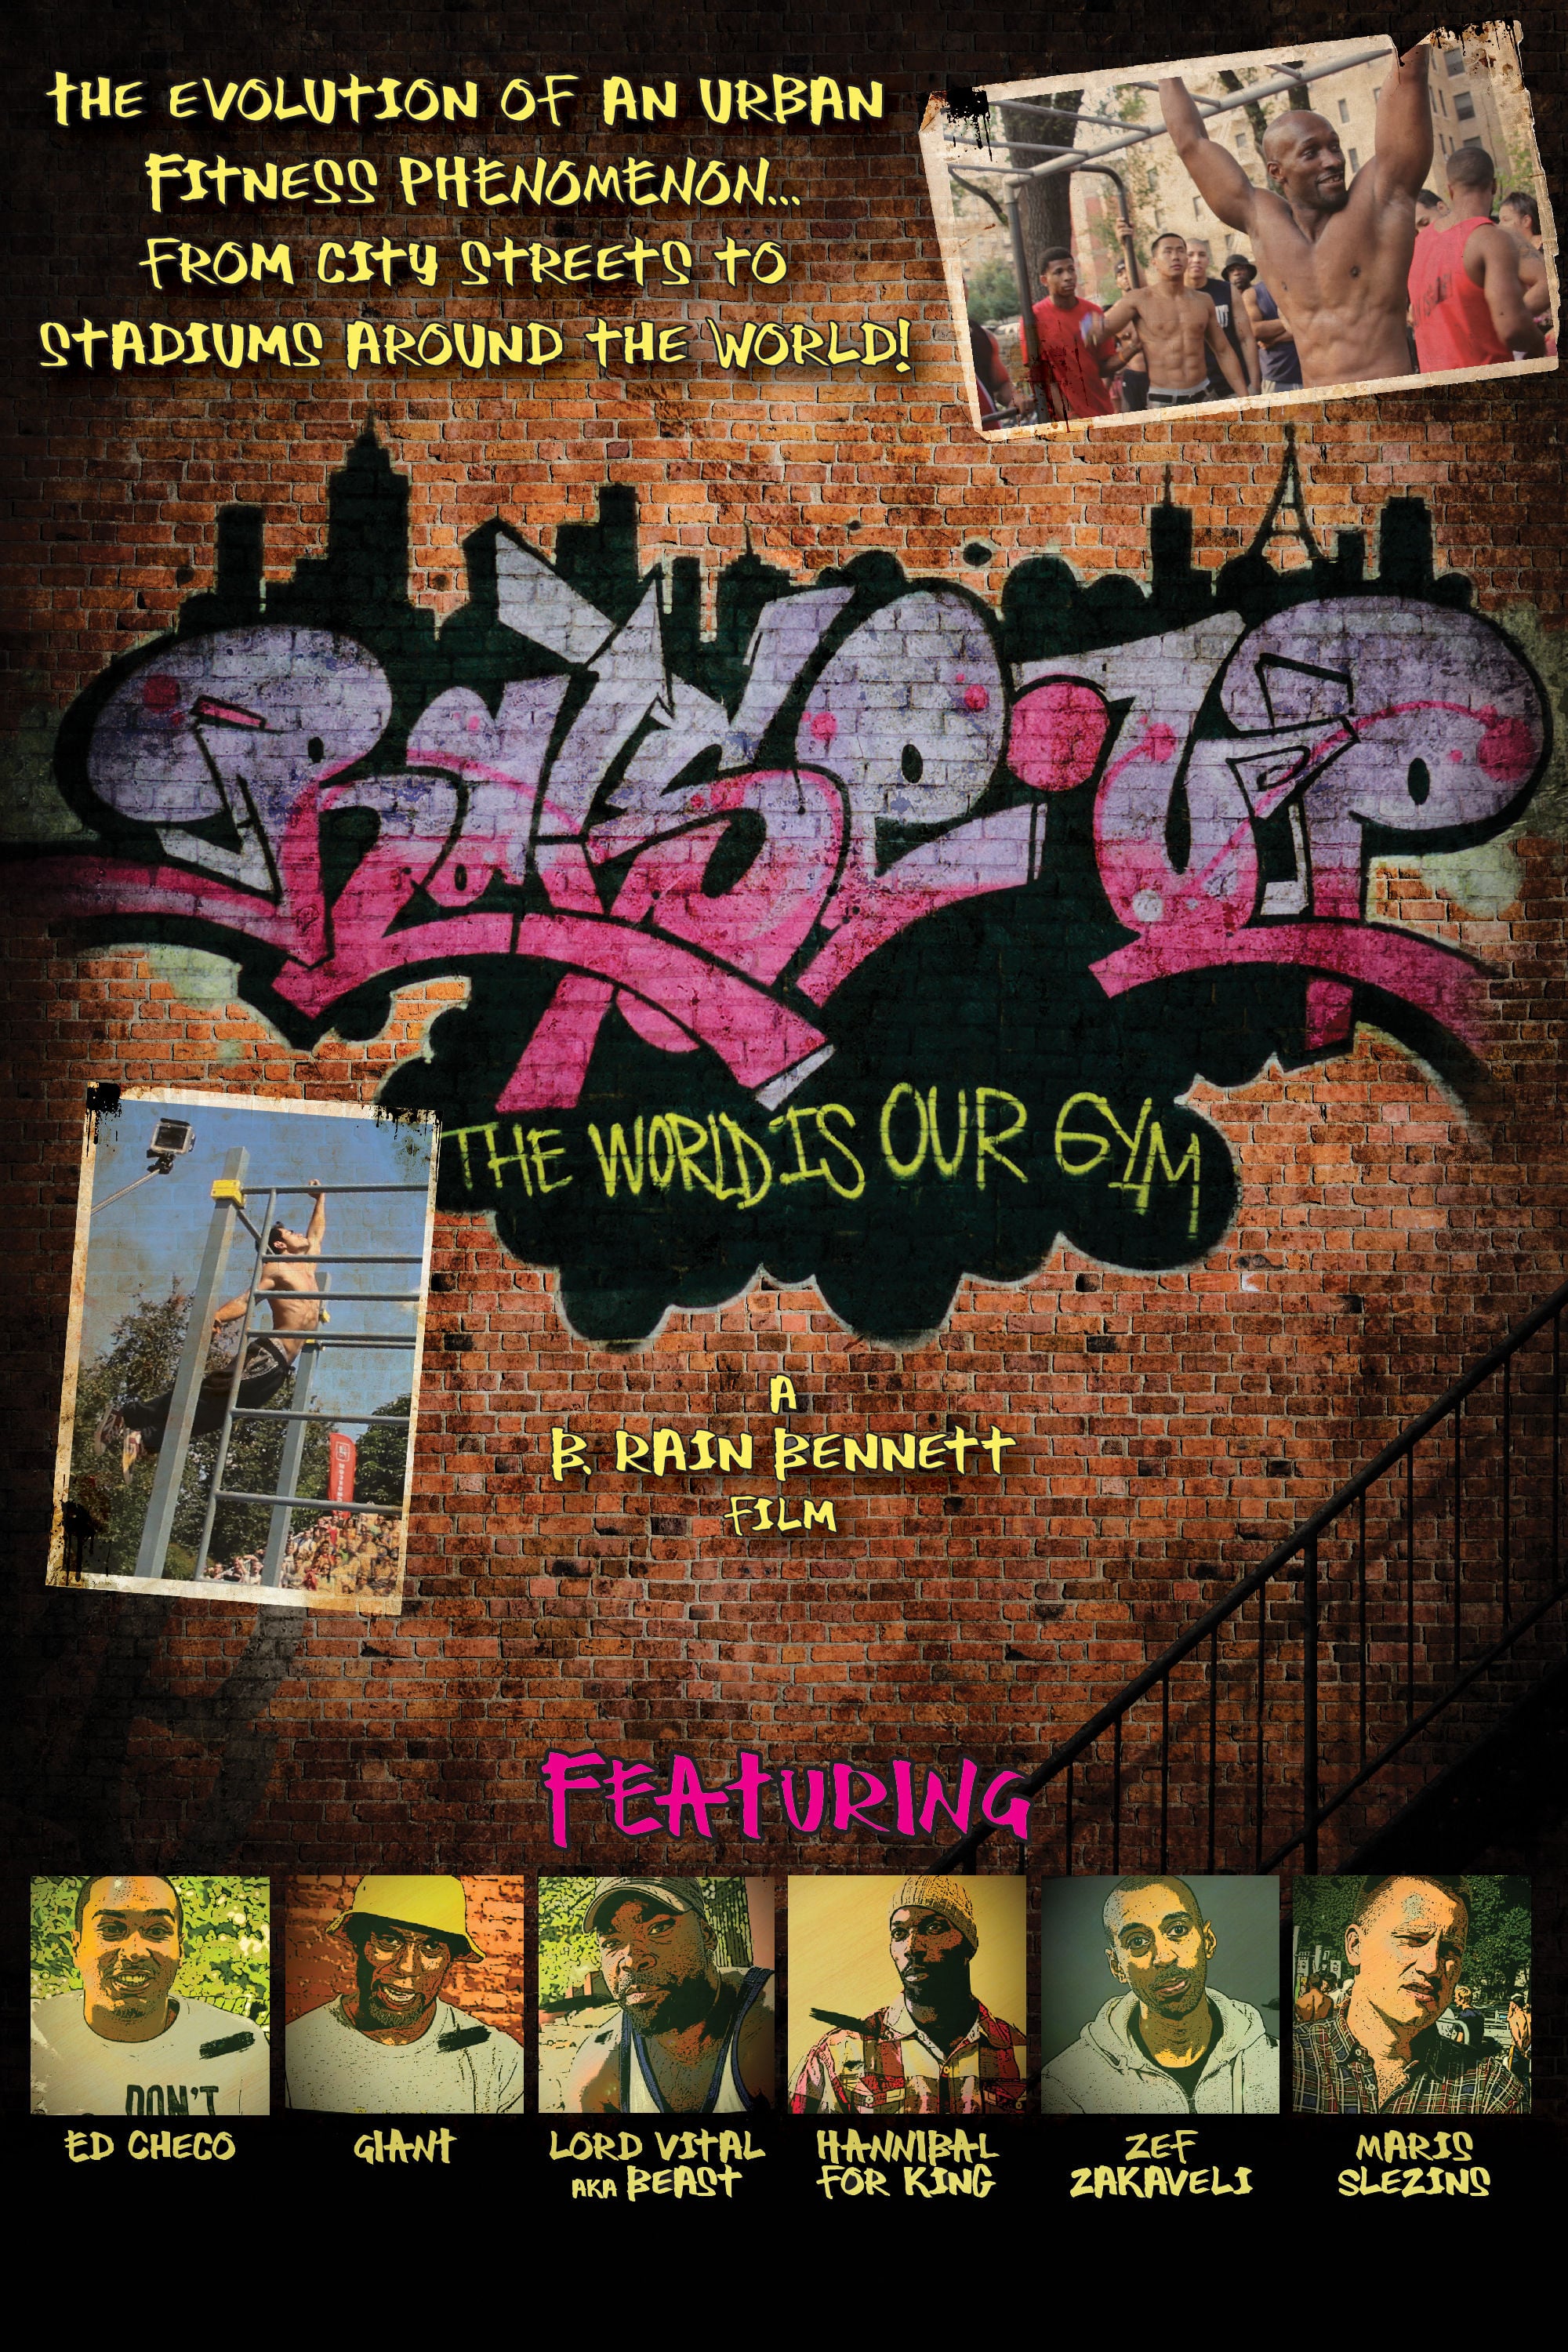 THE EVOLUTION OF AN URBAN
FITNESS PHENOMENON...
FROM CITY STREETS TO
STADIUMS AROUND THE WORLD!
RAISE UP
THE WORLD IS OUR GYM
A
B. RAIN BENNETT
FILM
FEATURING
DON'T
ED CHECO
GIANT
LORD VITAL
AKA BEAST
HANNIBAL
FOR KING
ZEF
ZAKAVELI
MARIS
SLEZINS